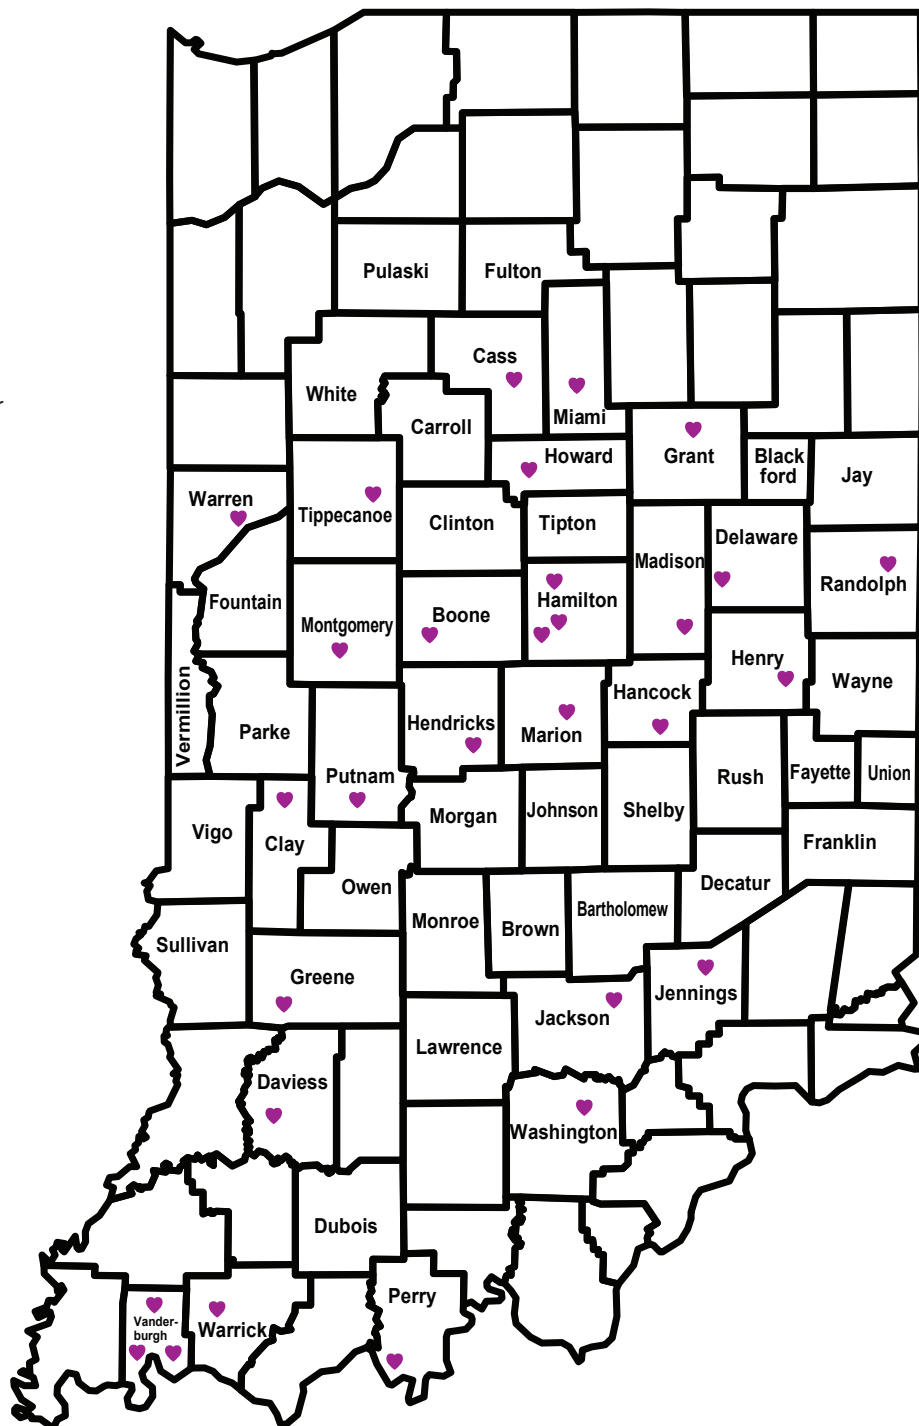 Pulaski
Fulton
Cass
White
Miami
Carroll
Howard
Grant
Black
ford
Jay
Warren
Tippecanoe
Clinton
Tipton
Madison
Delaware
Randolph
Fountain
Montgomery
Boone
Hamilton
Henry
Wayne
Vermillion
Parke
Hendricks
Marion
Hancock
Putnam
Rush
Fayette
Union
Vigo
Clay
Morgan
Johnson
Shelby
Franklin
Owen
Decatur
Monroe
Brown
Bartholomew
Sullivan
Greene
Jackson
Jennings
Lawrence
Daviess
Washington
Dubois
Perry
Vander-
burgh
Warrick